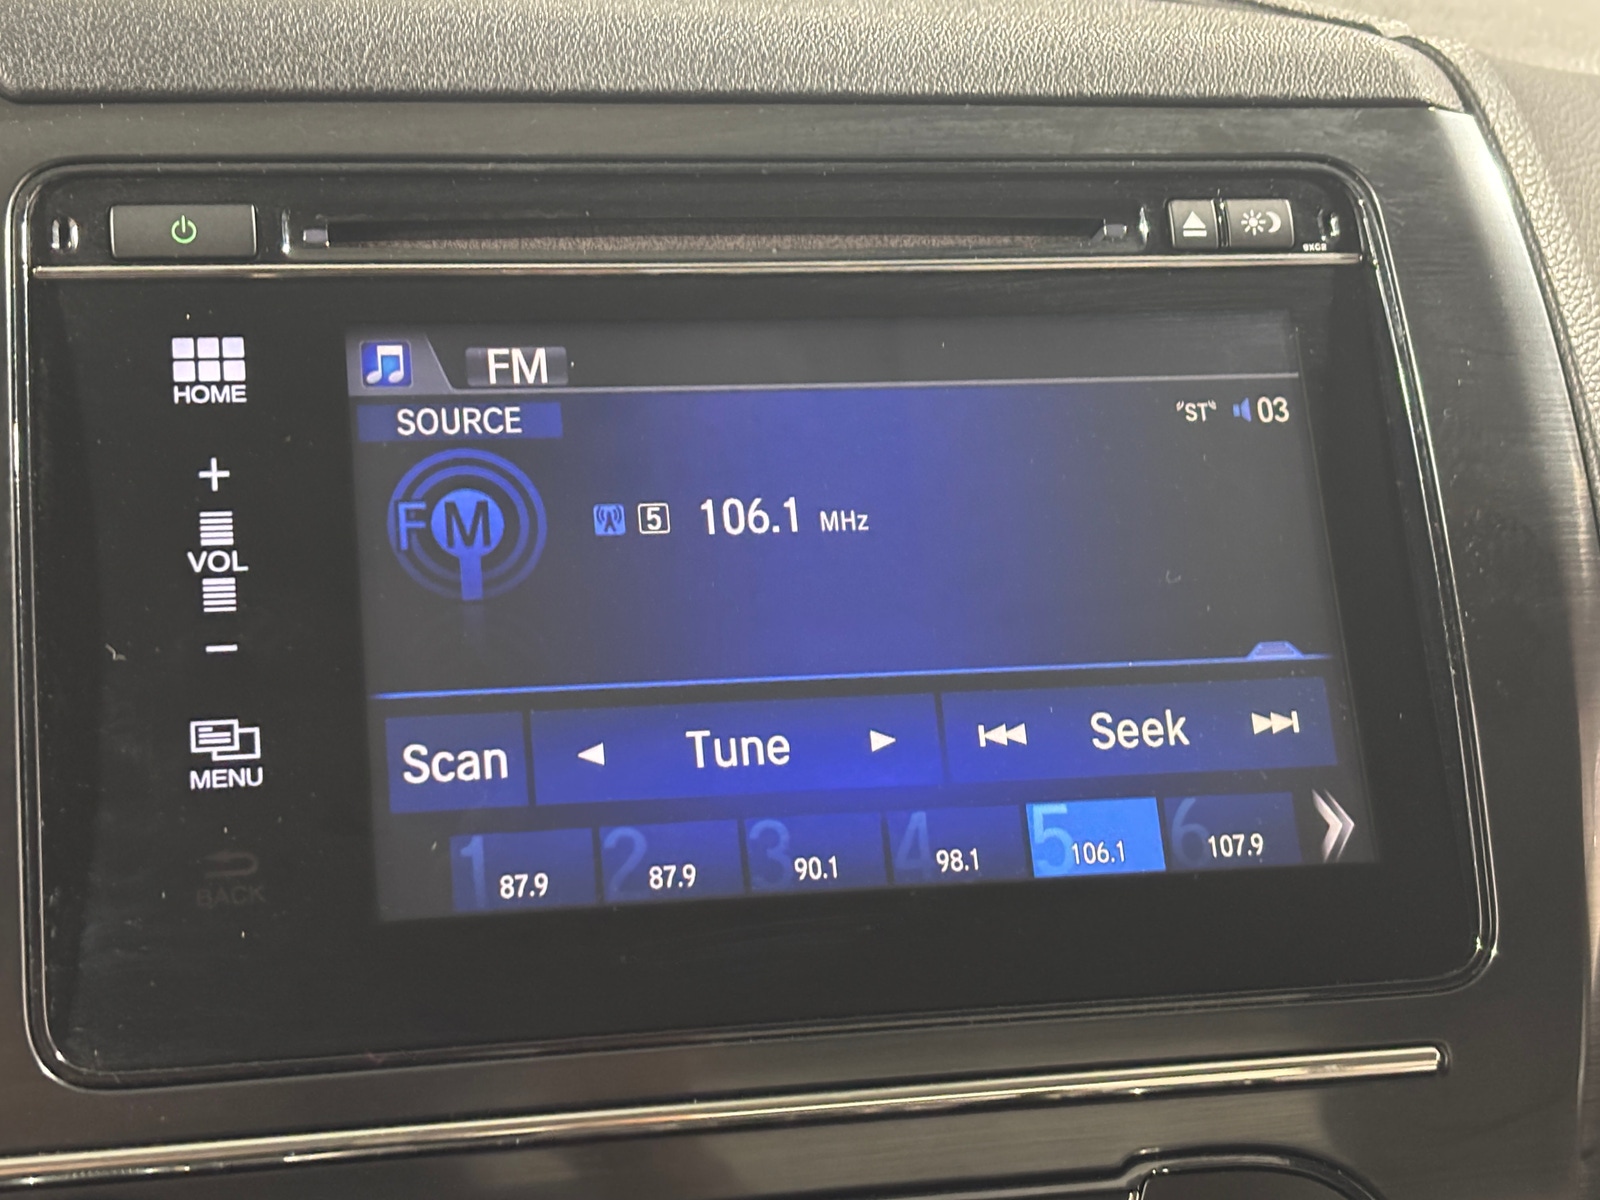 9XC2
HOME
FM
SOURCE
"ST" 03
+
FM
5 106.1 MHz
VOL
−
Scan Tune Seek
MENU
1 87.9 2 87.9 3 90.1 4 98.1 5 106.1 6 107.9
BACK